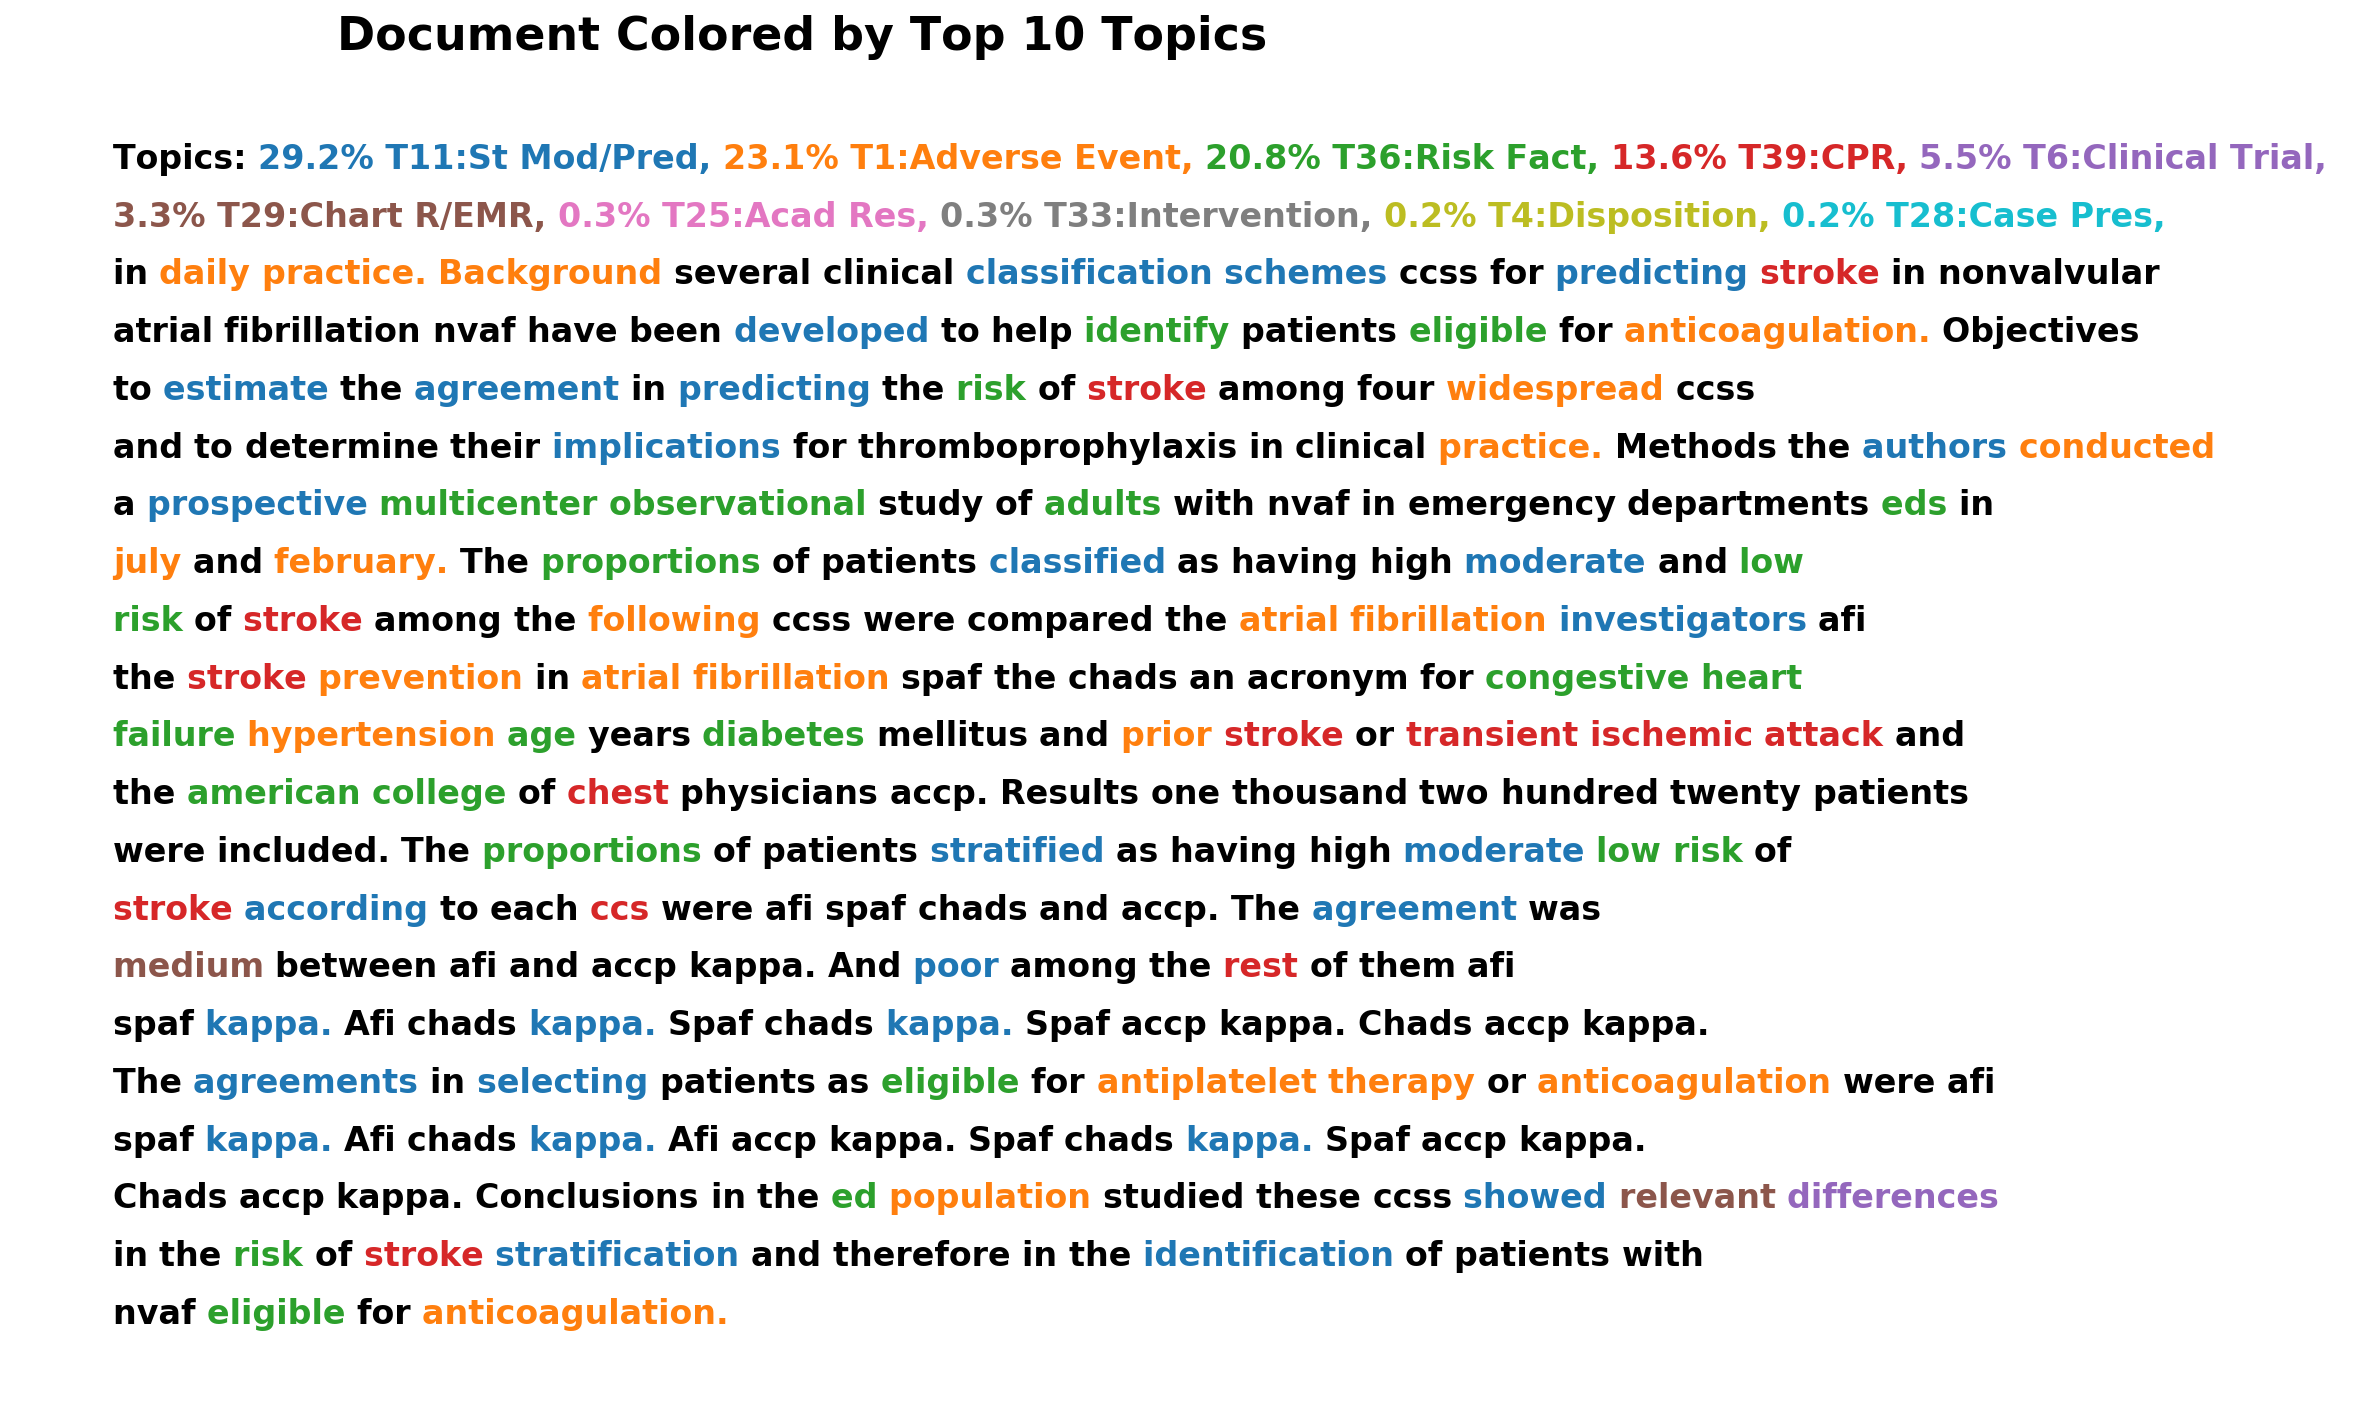 Document Colored by Top 10 Topics
Topics: 29.2% T11:St Mod/Pred, 23.1% T1:Adverse Event, 20.8% T36:Risk Fact, 13.6% T39:CPR, 5.5% T6:Clinical Trial,
3.3% T29:Chart R/EMR, 0.3% T25:Acad Res, 0.3% T33:Intervention, 0.2% T4:Disposition, 0.2% T28:Case Pres,
in daily practice. Background several clinical classification schemes ccss for predicting stroke in nonvalvular
atrial fibrillation nvaf have been developed to help identify patients eligible for anticoagulation. Objectives
to estimate the agreement in predicting the risk of stroke among four widespread ccss
and to determine their implications for thromboprophylaxis in clinical practice. Methods the authors conducted
a prospective multicenter observational study of adults with nvaf in emergency departments eds in
july and february. The proportions of patients classified as having high moderate and low
risk of stroke among the following ccss were compared the atrial fibrillation investigators afi
the stroke prevention in atrial fibrillation spaf the chads an acronym for congestive heart
failure hypertension age years diabetes mellitus and prior stroke or transient ischemic attack and
the american college of chest physicians accp. Results one thousand two hundred twenty patients
were included. The proportions of patients stratified as having high moderate low risk of
stroke according to each ccs were afi spaf chads and accp. The agreement was
medium between afi and accp kappa. And poor among the rest of them afi
spaf kappa. Afi chads kappa. Spaf chads kappa. Spaf accp kappa. Chads accp kappa.
The agreements in selecting patients as eligible for antiplatelet therapy or anticoagulation were afi
spaf kappa. Afi chads kappa. Afi accp kappa. Spaf chads kappa. Spaf accp kappa.
Chads accp kappa. Conclusions in the ed population studied these ccss showed relevant differences
in the risk of stroke stratification and therefore in the identification of patients with
nvaf eligible for anticoagulation.